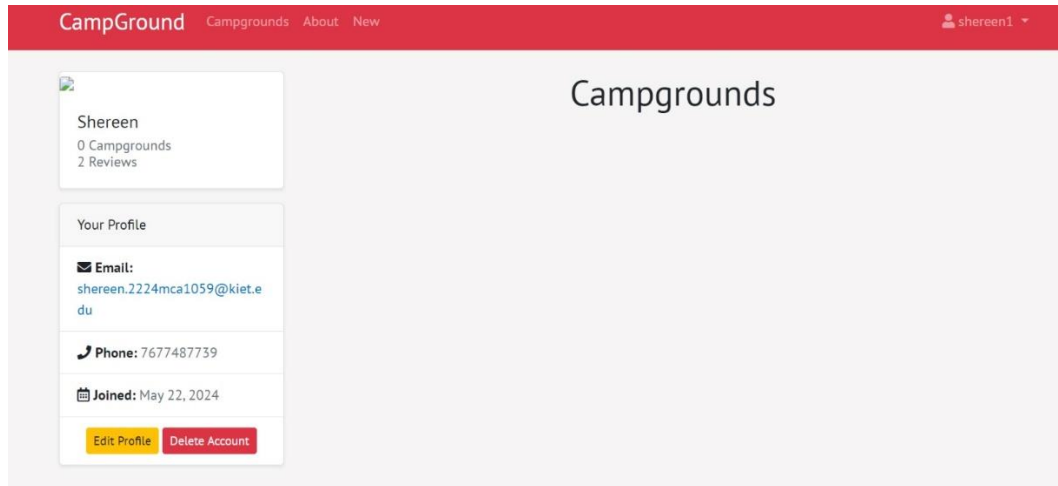 CampGround Campgrounds About New shereen1
Campgrounds
Shereen
0 Campgrounds
2 Reviews
Your Profile
Email:
shereen.2224mca1059@kiet.e
du
Phone: 7677487739
Joined: May 22, 2024
Edit Profile Delete Account